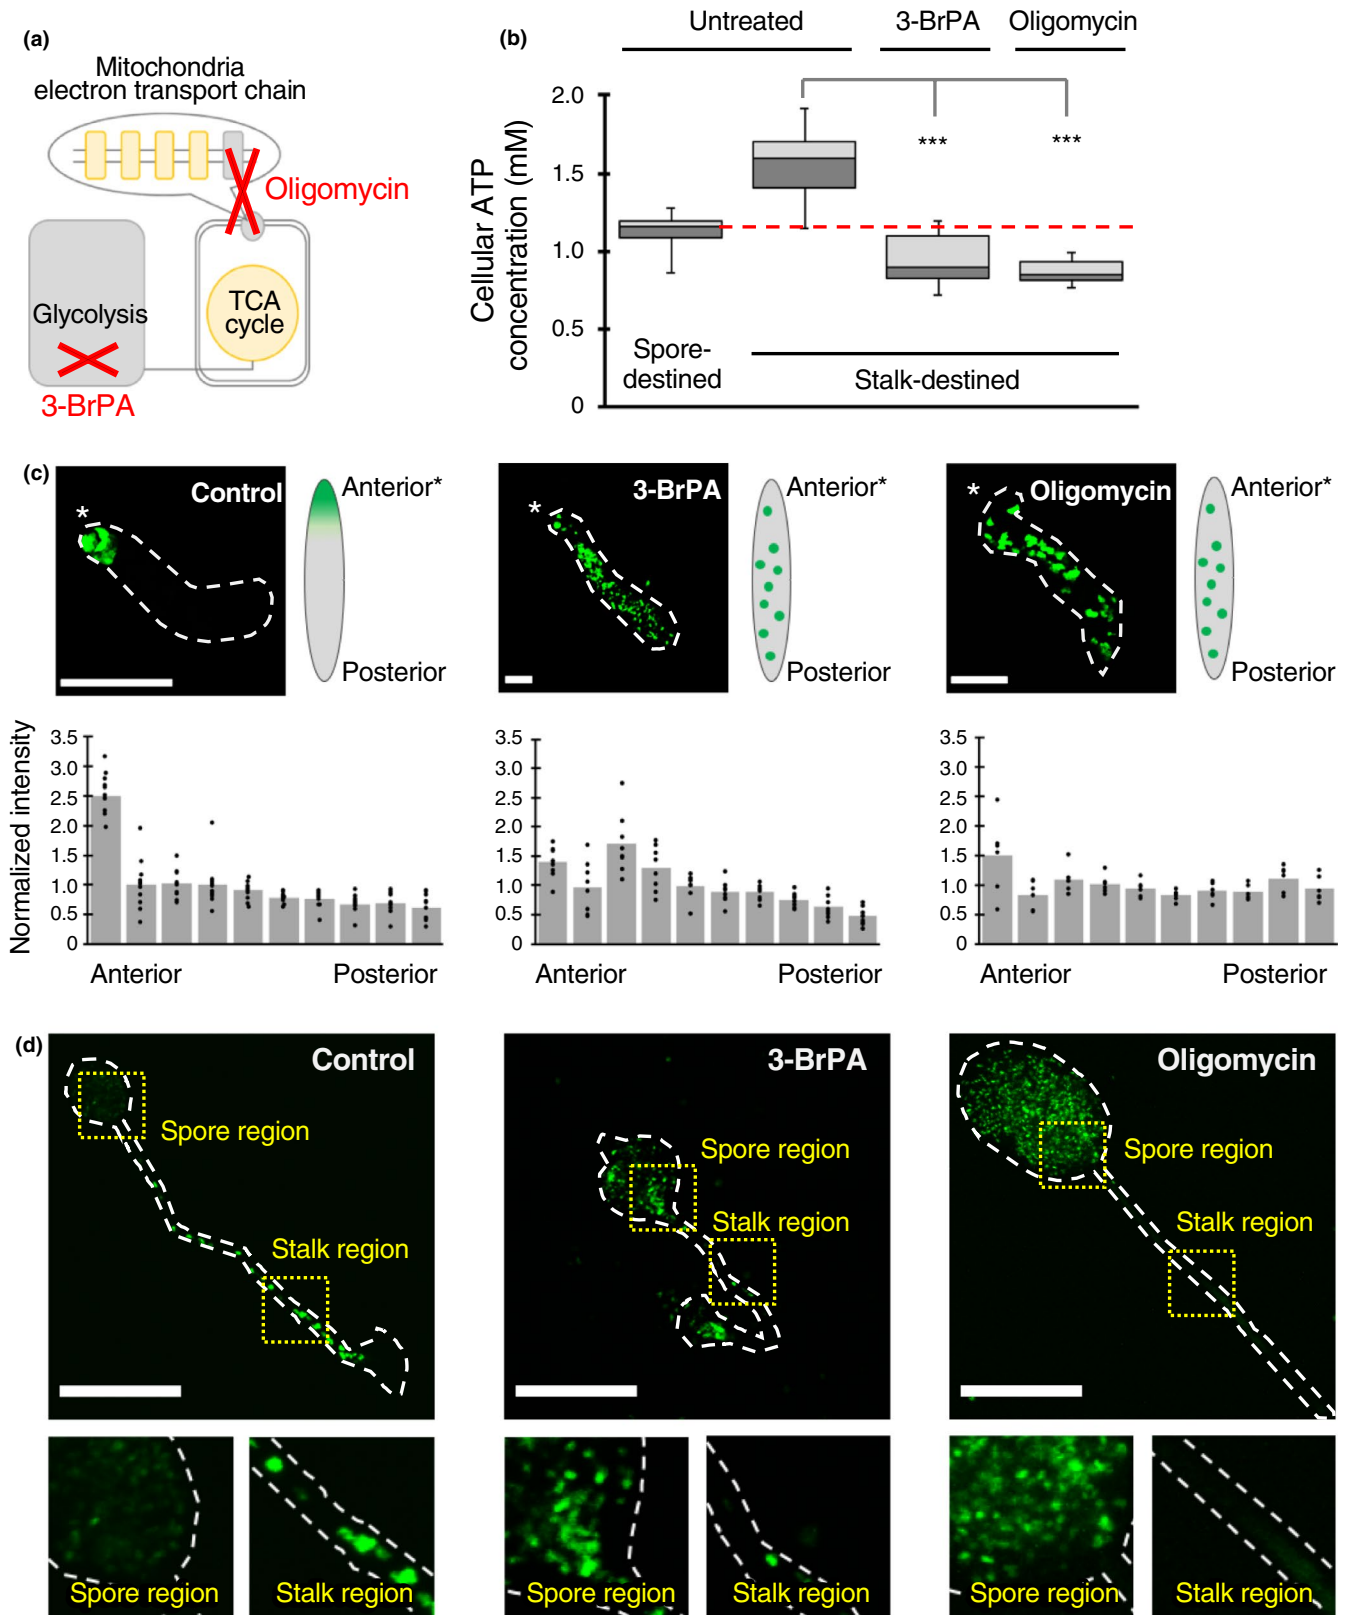 (a)
Mitochondria
electron transport chain
Oligomycin
Glycolysis
TCA
cycle
3-BrPA
(b)
Untreated
3-BrPA
Oligomycin
Cellular ATP
concentration (mM)
2.0
1.5
1.0
0.5
0
***
***
Spore-
destined
Stalk-destined
(c)
Control
*
Anterior*
Posterior
3-BrPA
*
Anterior*
Posterior
Oligomycin
*
Anterior*
Posterior
Normalized intensity
3.5
3.0
2.5
2.0
1.5
1.0
0.5
0
Anterior
Posterior
3.5
3.0
2.5
2.0
1.5
1.0
0.5
0
Anterior
Posterior
3.5
3.0
2.5
2.0
1.5
1.0
0.5
0
Anterior
Posterior
(d)
Control
Spore region
Stalk region
3-BrPA
Spore region
Stalk region
Oligomycin
Spore region
Stalk region
Spore region
Stalk region
Spore region
Stalk region
Spore region
Stalk region